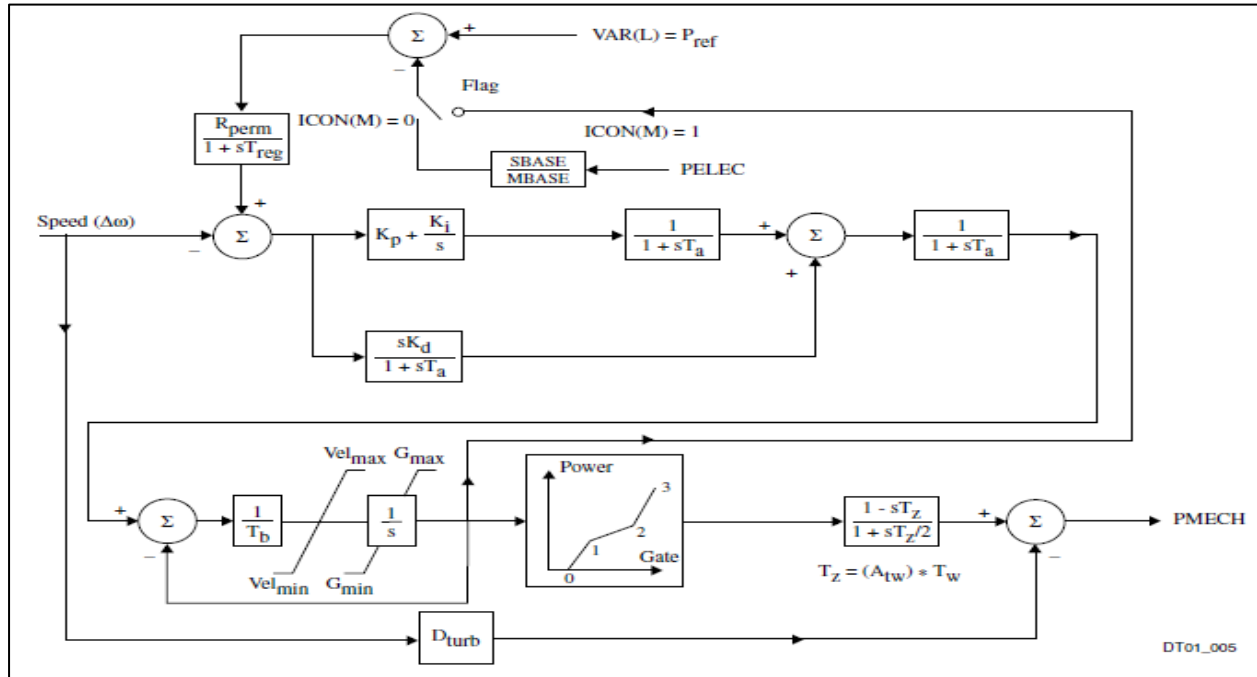 Σ
+
VAR(L) = P_ref
−
Flag
ICON(M) = 0
ICON(M) = 1
R_perm
1 + sT_reg
SBASE
MBASE
PELEC
+
Speed (Δω)
−
Σ
K_p + K_i
s
1
1 + sT_a
+
Σ
+
1
1 + sT_a
sK_d
1 + sT_a
Vel_max
G_max
Power
3
2
1
0
Gate
+
Σ
−
1
T_b
1
s
Vel_min
G_min
1 - sT_z
1 + sT_z/2
+
Σ
−
PMECH
T_z = (A_tw) * T_w
D_turb
DT01_005